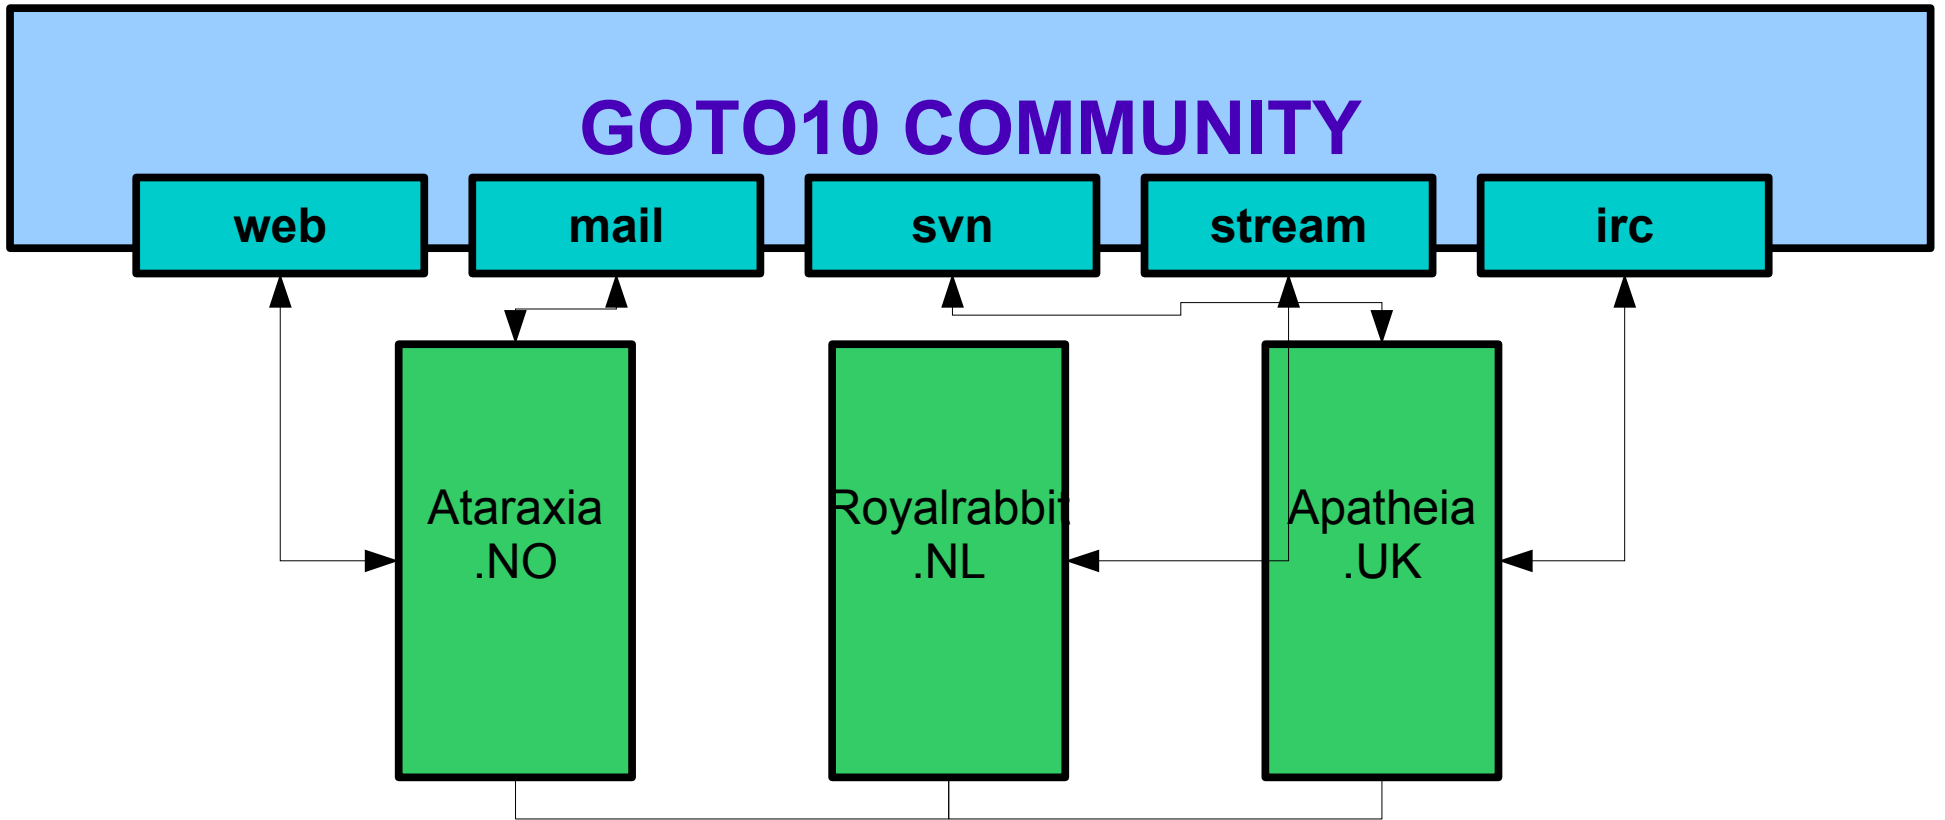 GOTO10 COMMUNITY
web
mail
svn
stream
irc
Ataraxia
.NO
Royalrabbit
.NL
Apatheia
.UK